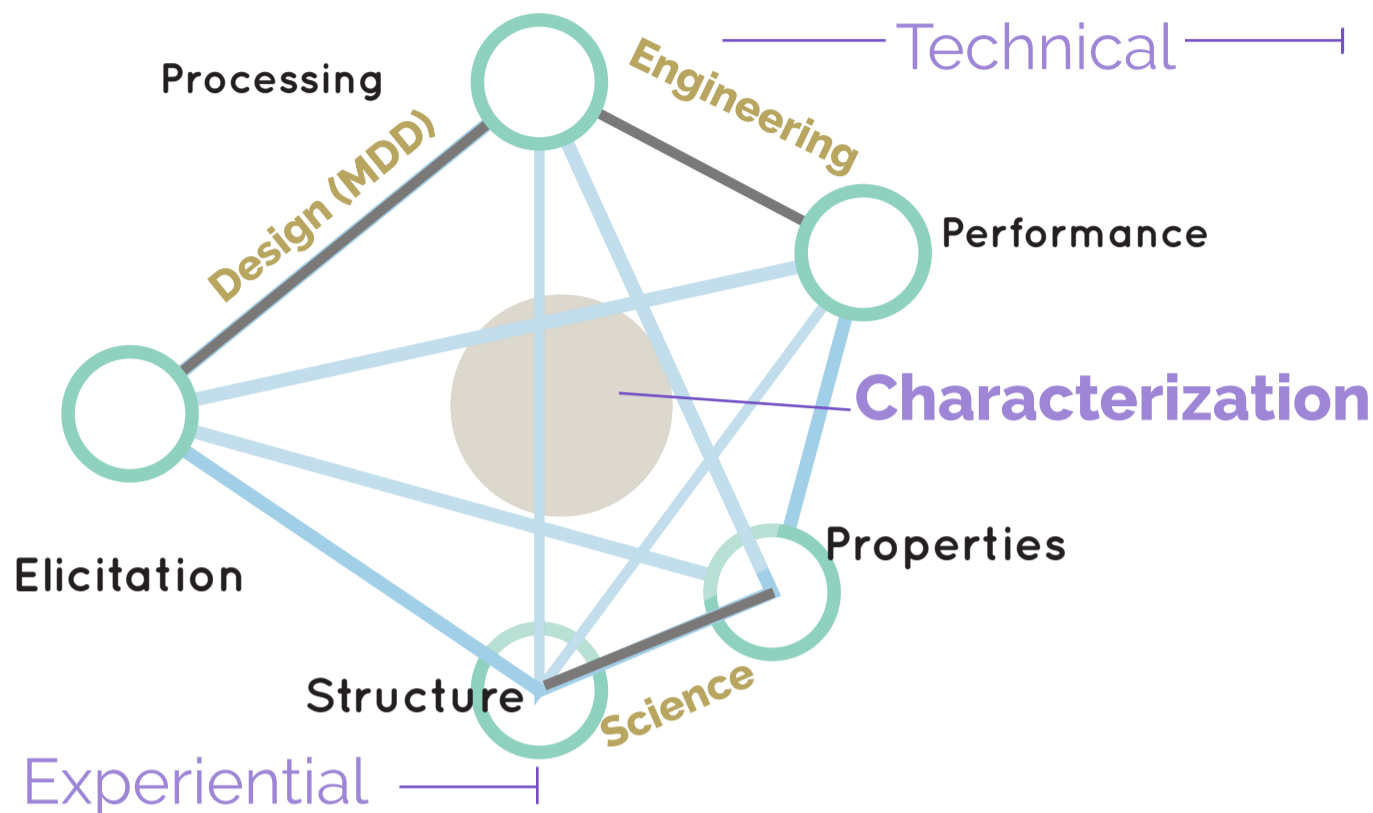 Technical
Engineering
Processing
Design (MDD)
Performance
Characterization
Properties
Elicitation
Structure
Science
Experiential